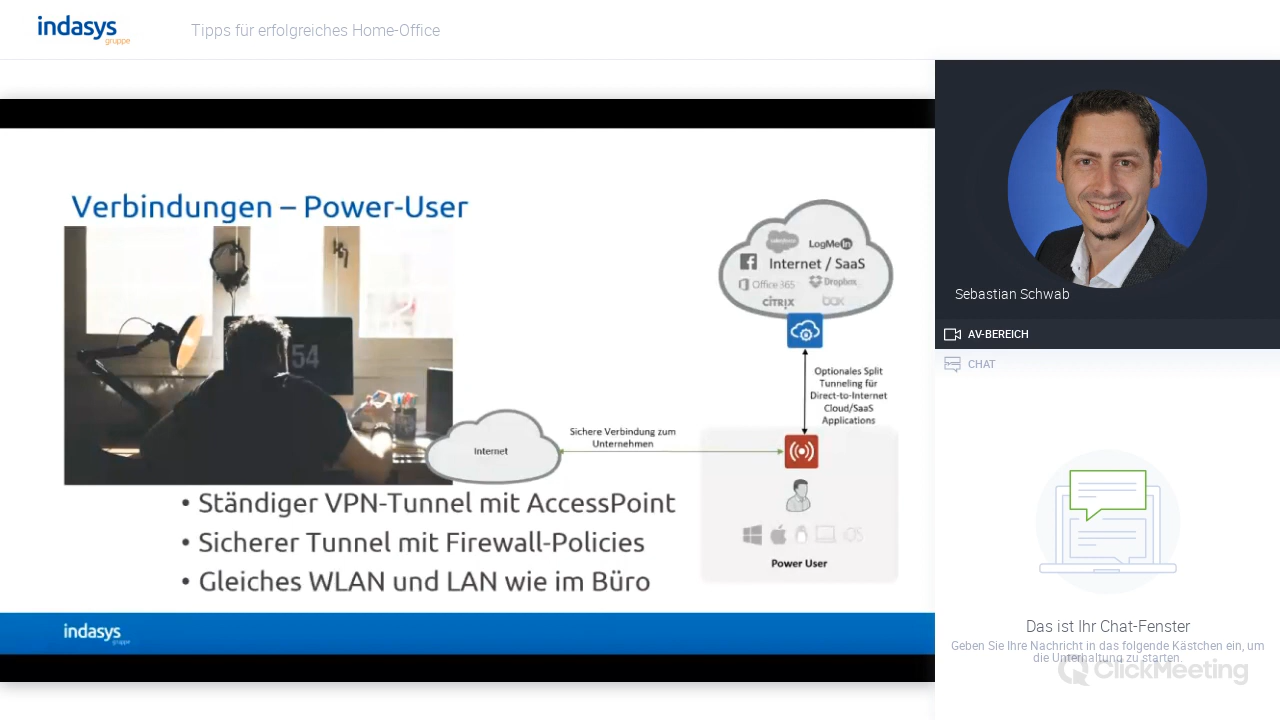 indasys
gruppe
Tipps für erfolgreiches Home-Office
Verbindungen – Power-User
54
salesforce
LogMeIn
Internet / SaaS
Office 365
Dropbox
CİTRİX
box
Optionales Split
Tunneling für
Direct-to-Internet
Cloud/SaaS
Applications
Sichere Verbindung zum
Unternehmen
Internet
iOS
Power User
• Ständiger VPN-Tunnel mit AccessPoint
• Sicherer Tunnel mit Firewall-Policies
• Gleiches WLAN und LAN wie im Büro
indasys
gruppe
Sebastian Schwab
AV-BEREICH
CHAT
Das ist Ihr Chat-Fenster
Geben Sie Ihre Nachricht in das folgende Kästchen ein, um
die Unterhaltung zu starten.
ClickMeeting